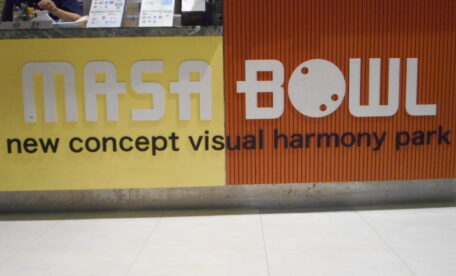 MASA BOWL
new concept visual harmony park